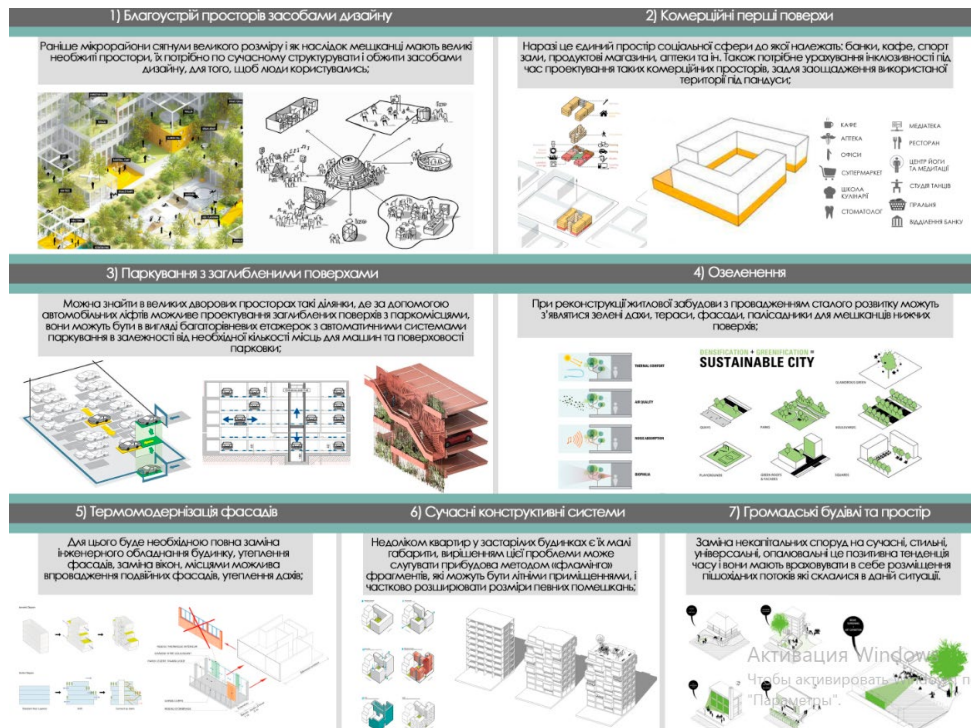 1) Благоустрій просторів засобами дизайну
Раніше мікрорайони сягнули великого розміру і як наслідок мещканці мають великі
необжиті простори, їх потрібно по сучасному структурувати і обжити засобами
дизайну, для того, щоб люди користувались;
2) Комерційні перші поверхи
Наразі це єдиний простір соціальної сфери до якої належать: банки, кафе, спорт
зали, продуктові магазини, аптеки та ін. Також потрібне урахування інклюзивності під
час проектування таких комерційних просторів, задля заощадження використаної
території під пандуси;
КАФЕ
АПТЕКА
ОФІСИ
СУПЕРМАРКЕТ
ШКОЛА
КУЛІНАРІЇ
СТОМАТОЛОГ
МЕДІАТЕКА
РЕСТОРАН
ЦЕНТР ЙОГИ
ТА МЕДИТАЦІЇ
СТУДІЯ ТАНЦІВ
ПРАЛЬНЯ
ВІДДІЛЕННЯ БАНКУ
3) Паркування з заглибленими поверхами
Можна знайти в великих дворових просторах такі ділянки, де за допомогою
автомобільних ліфтів можливе проектування заглиблених поверхів з паркомісцями,
вони можуть бути в вигляді багаторівневих етажерок з автоматичними системами
паркування в залежності від необхідної кількості місць для машин та поверховості
парковки;
4) Озеленення
При реконструкції житлової забудови з провадженням сталого розвитку можуть
з'являтися зелені дахи, тераси, фасади, палісадники для мешканців нижчих
поверхів;
THERMAL COMFORT
AIR QUALITY
NOISE ABSORPTION
BIOPHILIA
DENSIFICATION + GREENIFICATION =
SUSTAINABLE CITY
5) Термомодернізація фасадів
Для цього буде необхідною повна заміна
інженерного обладнання будинку, утеплення
фасадів, заміна вікон, місцями можлива
впровадження подвійних фасадів, утеплення дахів;
6) Сучасні конструктивні системи
Недоліком квартир у застарілих будинках є їх малі
габарити, вирішенням цієї проблеми може
слугувати прибудова методом «фламінго»
фрагментів, які можуть бути літніми приміщеннями, і
частково розширювати розміри певних помешкань;
7) Громадські будівлі та простір
Заміна некапітальних споруд на сучасні, стильні,
універсальні, опалювальні це позитивна тенденція
часу і вони мають враховувати в себе розміщення
пішохідних потоків які склалися в даній ситуації.
Активация Windows
Чтобы активировать
"Параметры".